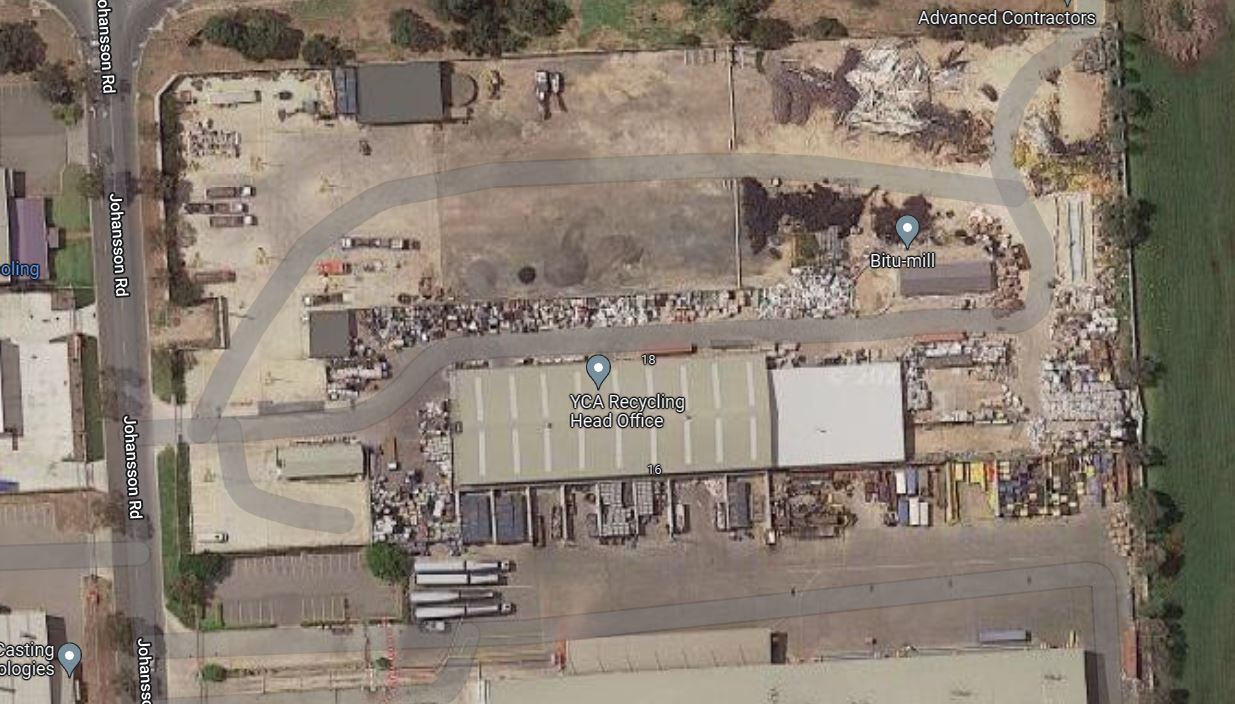 Advanced Contractors
Johansson Rd
Johansson Rd
oling
Bitu-mill
18
YCA Recycling
Head Office
16
Johansson Rd
Casting
ologies
Johansso